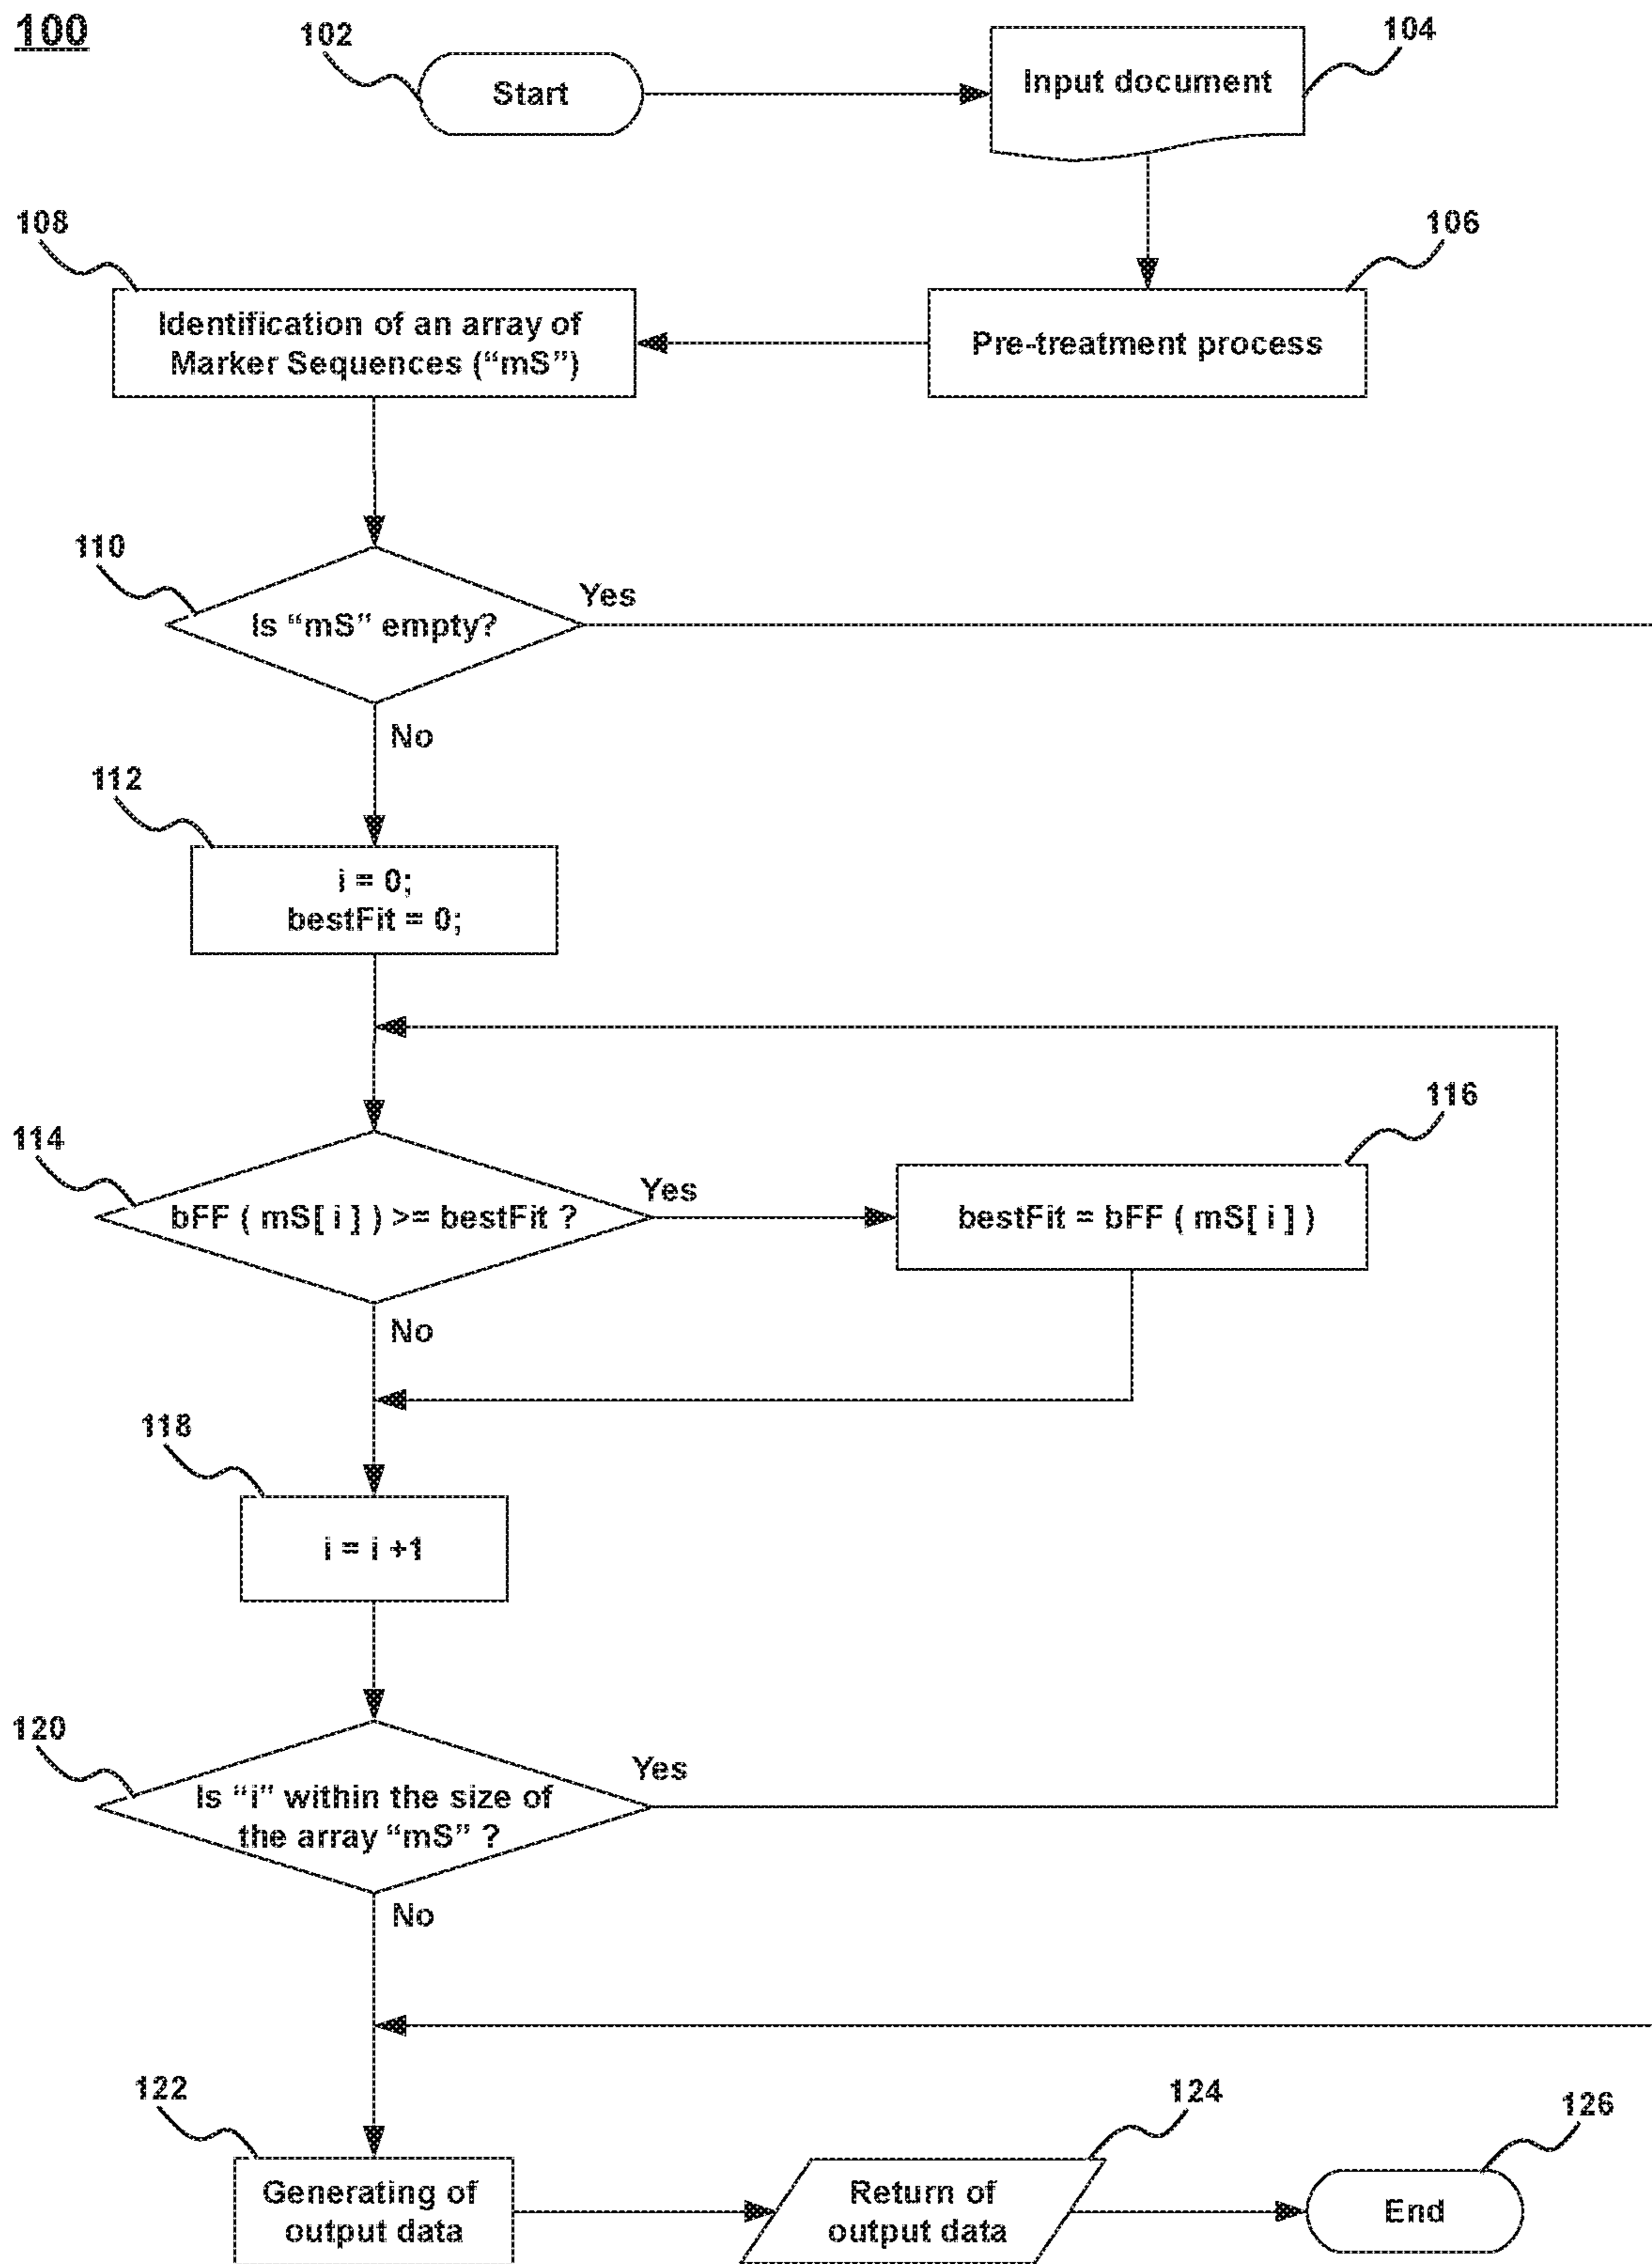 100
102
Start
Input document
104
108
106
Identification of an array of
Marker Sequences (“mS”)
Pre-treatment process
110
Is “mS” empty?
Yes
No
112
i = 0;
bestFit = 0;
114
bFF ( mS[ i ] ) >= bestFit ?
Yes
116
bestFit = bFF ( mS[ i ] )
No
118
i = i +1
120
Is “i” within the size of
the array “mS” ?
Yes
No
122
Generating of
output data
124
Return of
output data
126
End